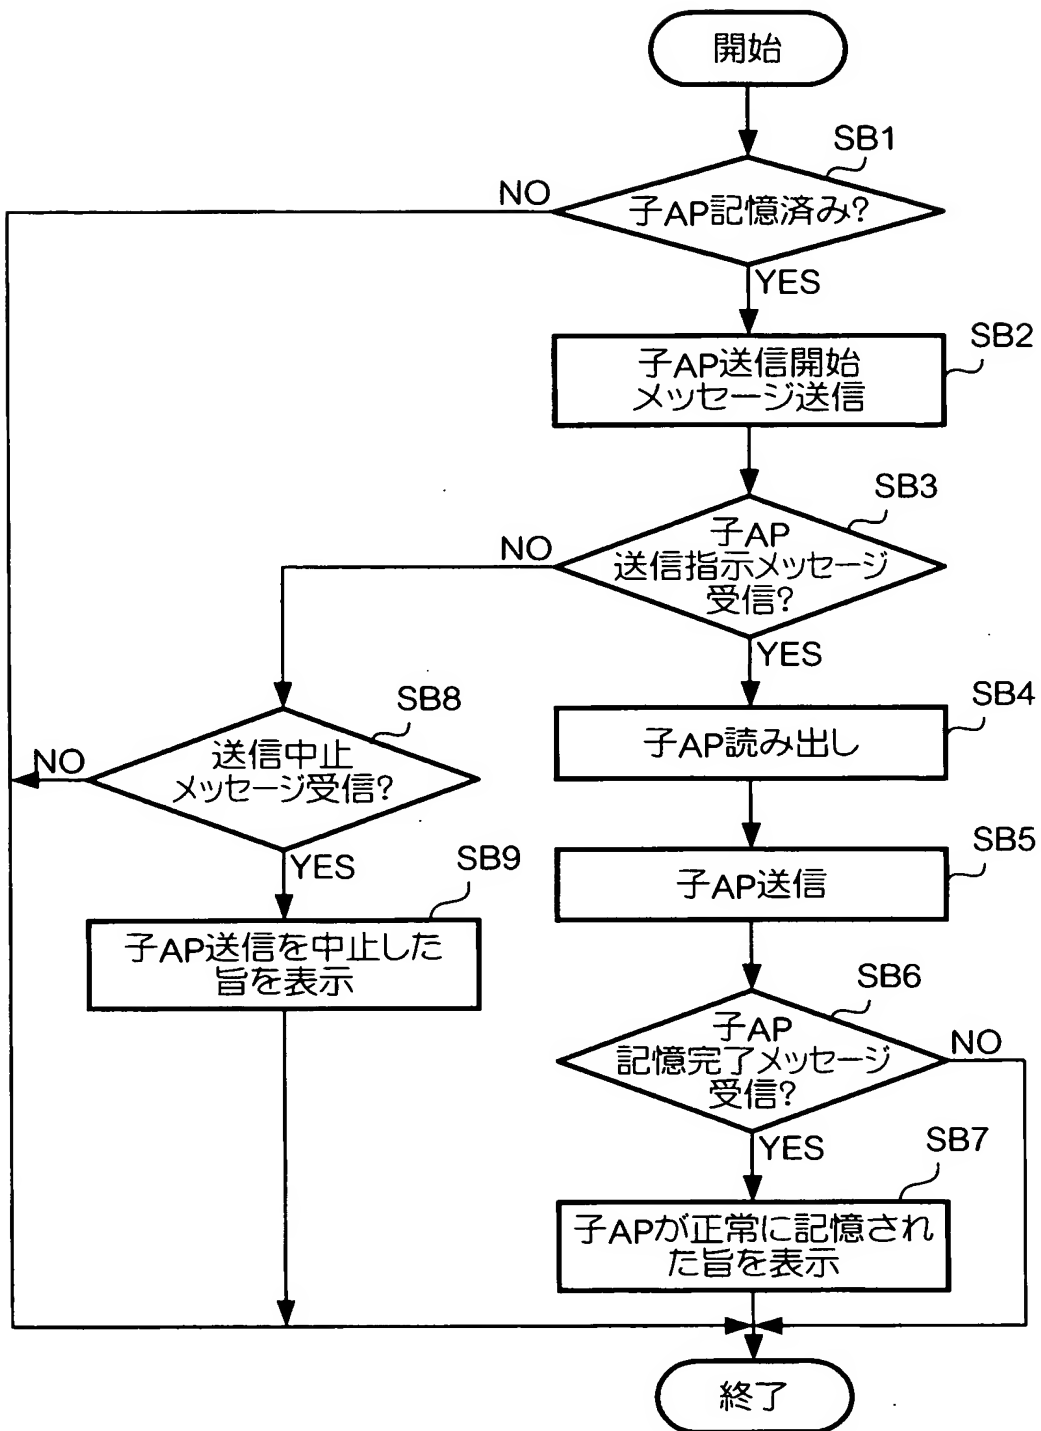 開始
SB1
NO
子AP記憶済み?
YES
SB2
子AP送信開始
メッセージ送信
SB3
NO
子AP
送信指示メッセージ
受信?
YES
SB4
子AP読み出し
SB8
NO
送信中止
メッセージ受信?
YES
SB5
子AP送信
SB9
子AP送信を中止した
旨を表示
SB6
子AP
記憶完了メッセージ
受信?
NO
YES
SB7
子APが正常に記憶され
た旨を表示
終了